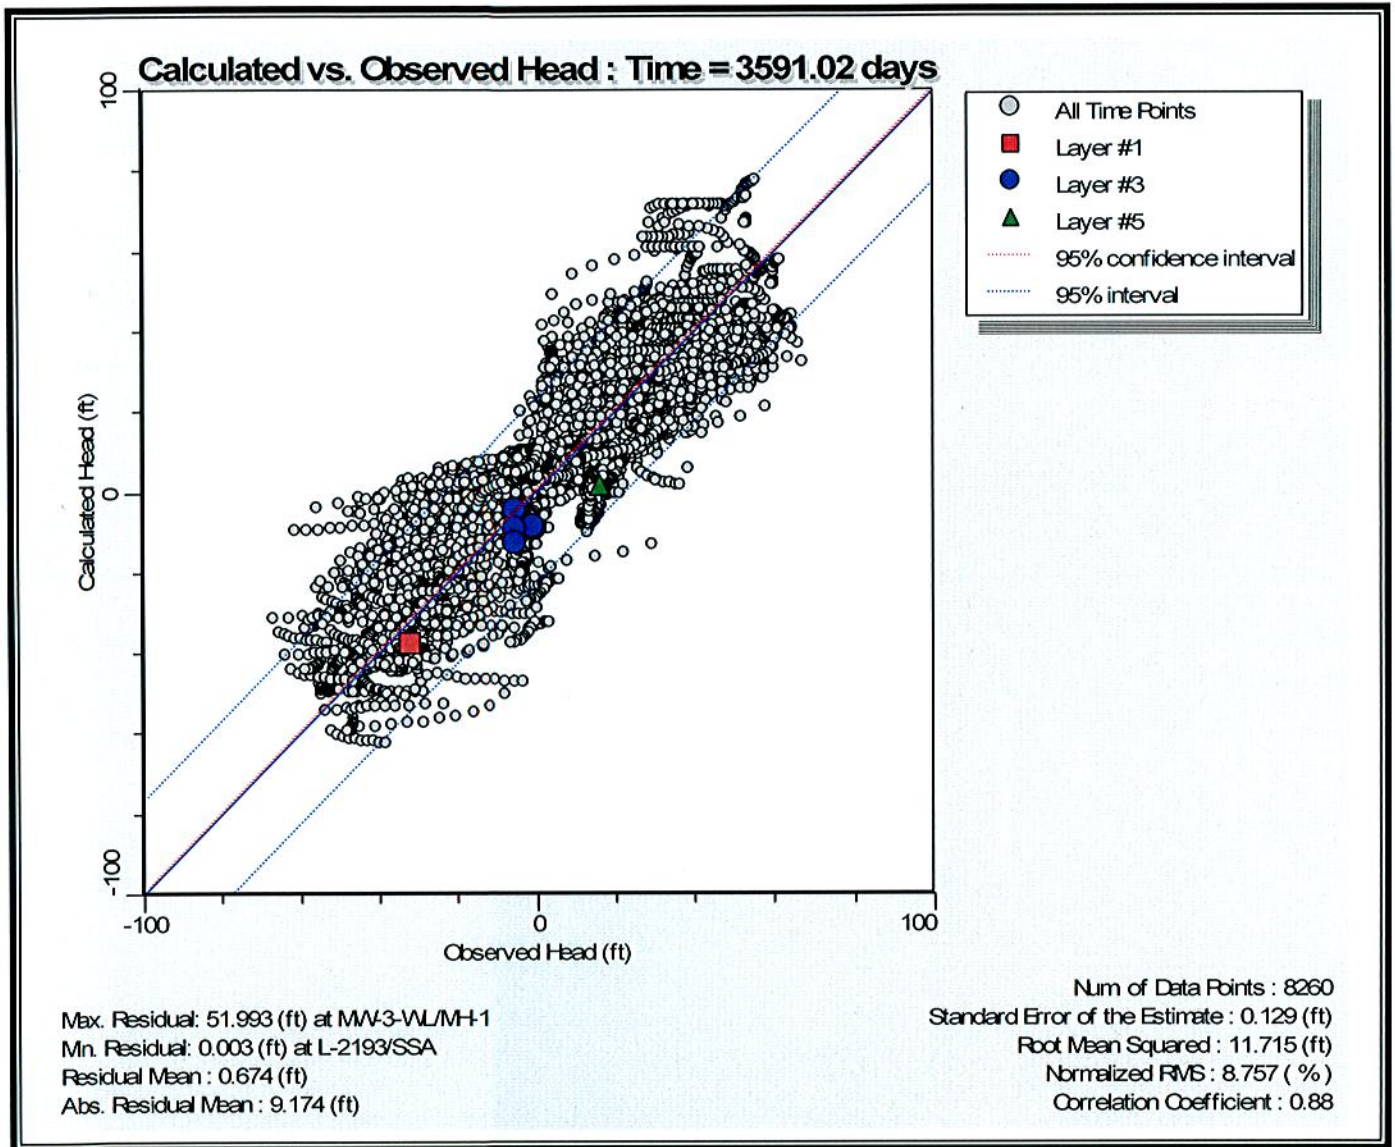 Calculated vs. Observed Head : Time = 3591.02 days
100
0
-100
Calculated Head (ft)
-100
0
100
Observed Head (ft)
All Time Points
Layer #1
Layer #3
Layer #5
95% confidence interval
95% interval
Max. Residual: 51.993 (ft) at MW-3-WL/MH-1
Min. Residual: 0.003 (ft) at L-2193/SSA
Residual Mean : 0.674 (ft)
Abs. Residual Mean : 9.174 (ft)
Num of Data Points : 8260
Standard Error of the Estimate : 0.129 (ft)
Root Mean Squared : 11.715 (ft)
Normalized RMS : 8.757 ( % )
Correlation Coefficient : 0.88